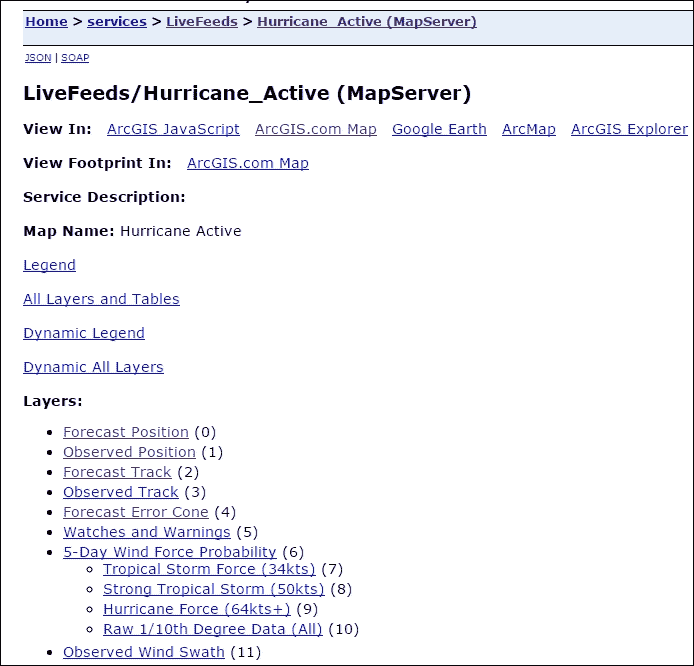 Home > services > LiveFeeds > Hurricane_Active (MapServer)
JSON | SOAP
LiveFeeds/Hurricane_Active (MapServer)
View In: ArcGIS JavaScript ArcGIS.com Map Google Earth ArcMap ArcGIS Explorer
View Footprint In: ArcGIS.com Map
Service Description:
Map Name: Hurricane Active
Legend
All Layers and Tables
Dynamic Legend
Dynamic All Layers
Layers:
• Forecast Position (0)
• Observed Position (1)
• Forecast Track (2)
• Observed Track (3)
• Forecast Error Cone (4)
• Watches and Warnings (5)
• 5-Day Wind Force Probability (6)
◦ Tropical Storm Force (34kts) (7)
◦ Strong Tropical Storm (50kts) (8)
◦ Hurricane Force (64kts+) (9)
◦ Raw 1/10th Degree Data (All) (10)
• Observed Wind Swath (11)